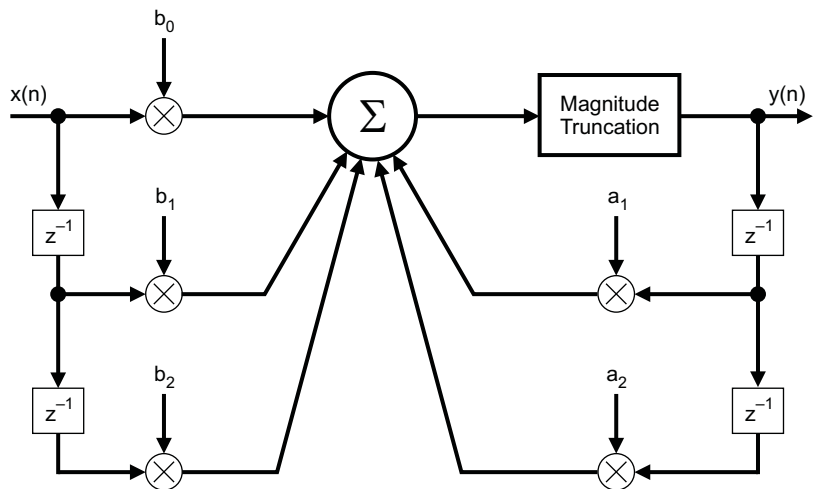 b₀
x(n)
Σ
Magnitude
Truncation
y(n)
z⁻¹
b₁
a₁
z⁻¹
z⁻¹
b₂
a₂
z⁻¹